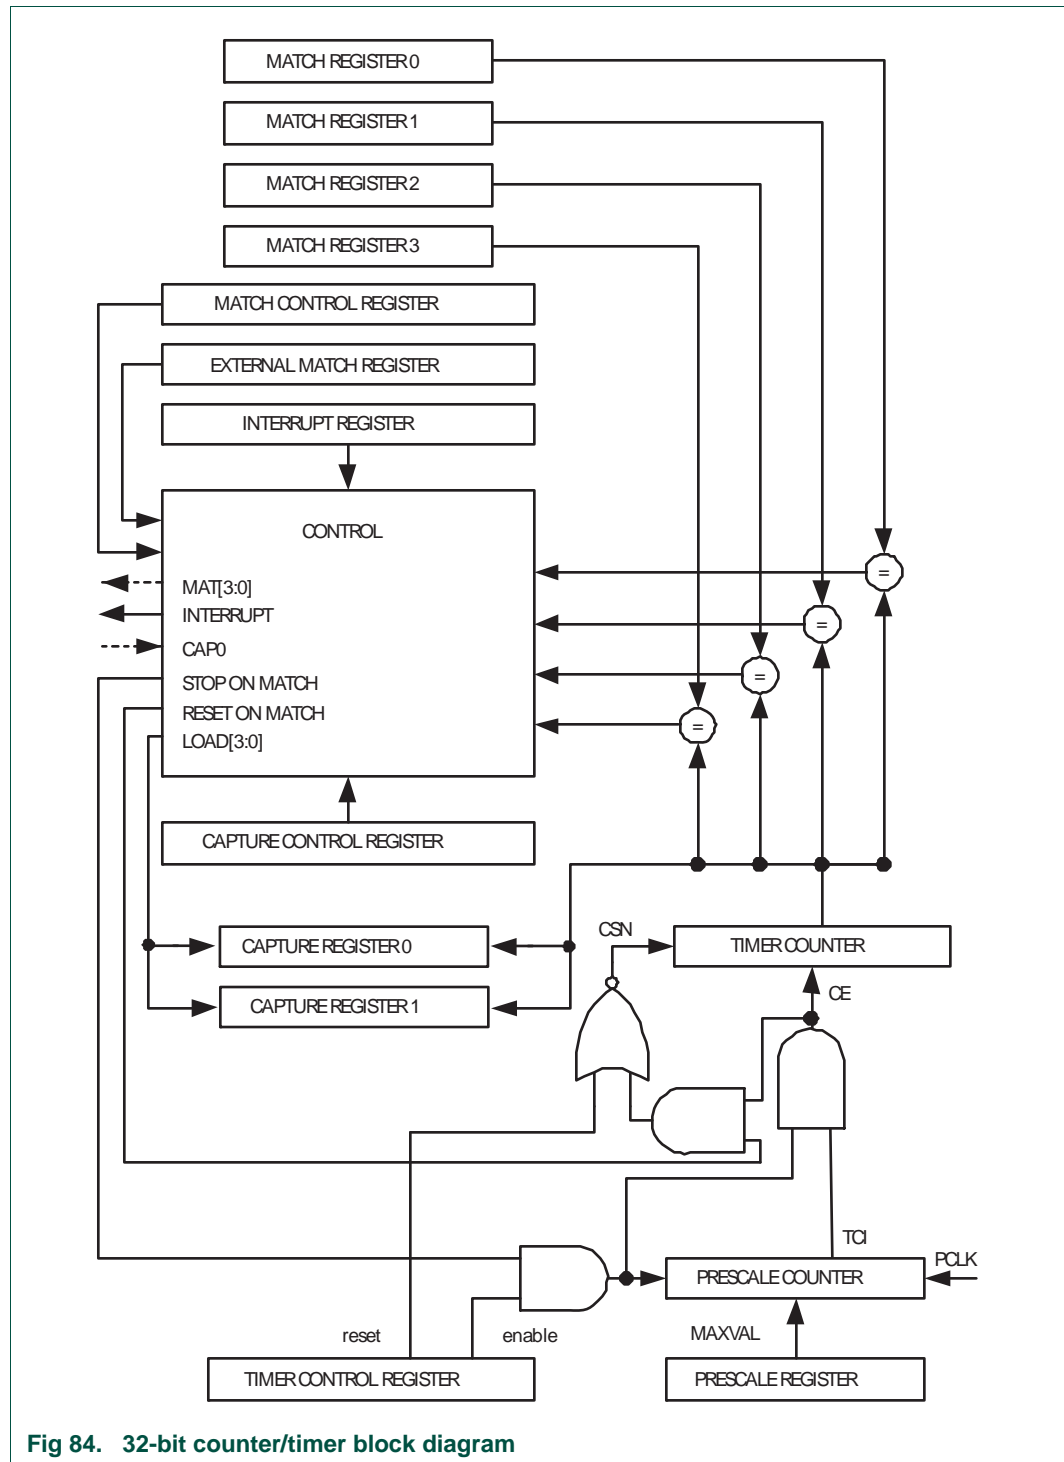 MATCH REGISTER 0
MATCH REGISTER 1
MATCH REGISTER 2
MATCH REGISTER 3
MATCH CONTROL REGISTER
EXTERNAL MATCH REGISTER
INTERRUPT REGISTER
CONTROL
=
=
=
=
MAT[3:0]
INTERRUPT
CAP0
STOP ON MATCH
RESET ON MATCH
LOAD[3:0]
CAPTURE CONTROL REGISTER
CSN
CAPTURE REGISTER 0
TIMER COUNTER
CE
CAPTURE REGISTER 1
TCI
PCLK
PRESCALE COUNTER
reset
enable
MAXVAL
TIMER CONTROL REGISTER
PRESCALE REGISTER
Fig 84. 32-bit counter/timer block diagram